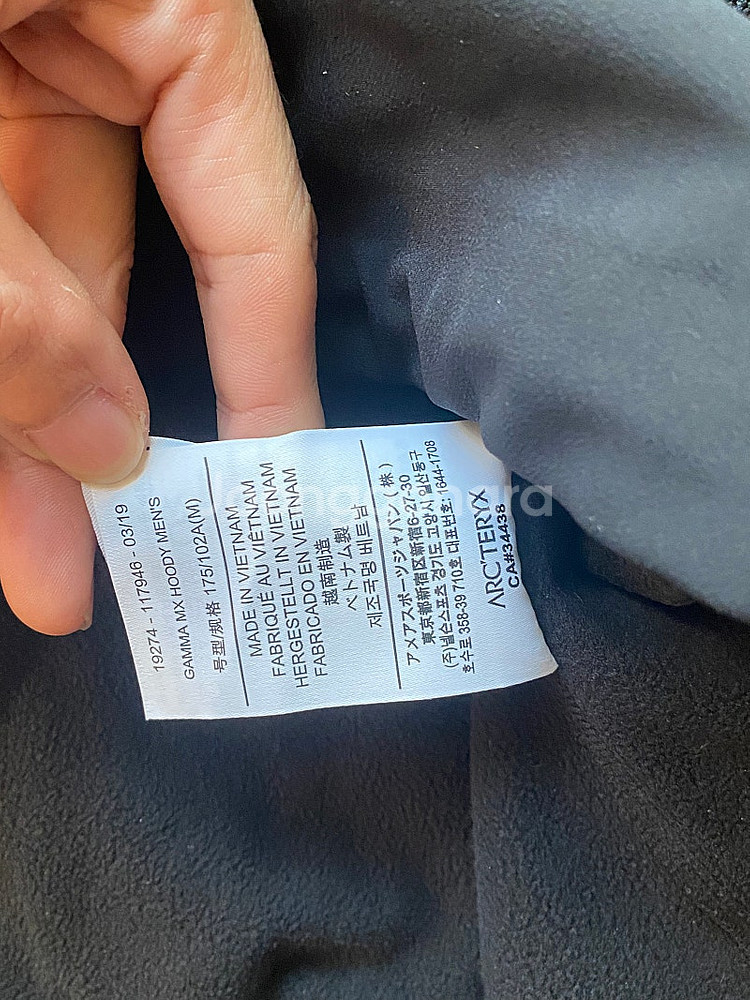 19274 - 117946 - 03/19
GAMMA MX HOODY MEN'S
号型/规格 175/102A(M)
MADE IN VIETNAM
FABRIQUÉ AU VIÊTNAM
HERGESTELLT IN VIETNAM
FABRICADO EN VIETNAM
越南制造
ベトナム製
제조국명 베트남
アメアスポーツジャパン(株)
東京都新宿区新宿6-27-30
(주)넬슨스포츠 경기도 고양시 일산동구
호수로 358-39 710호 대표번호. 1644-1708
ARC'TERYX
CA#34438